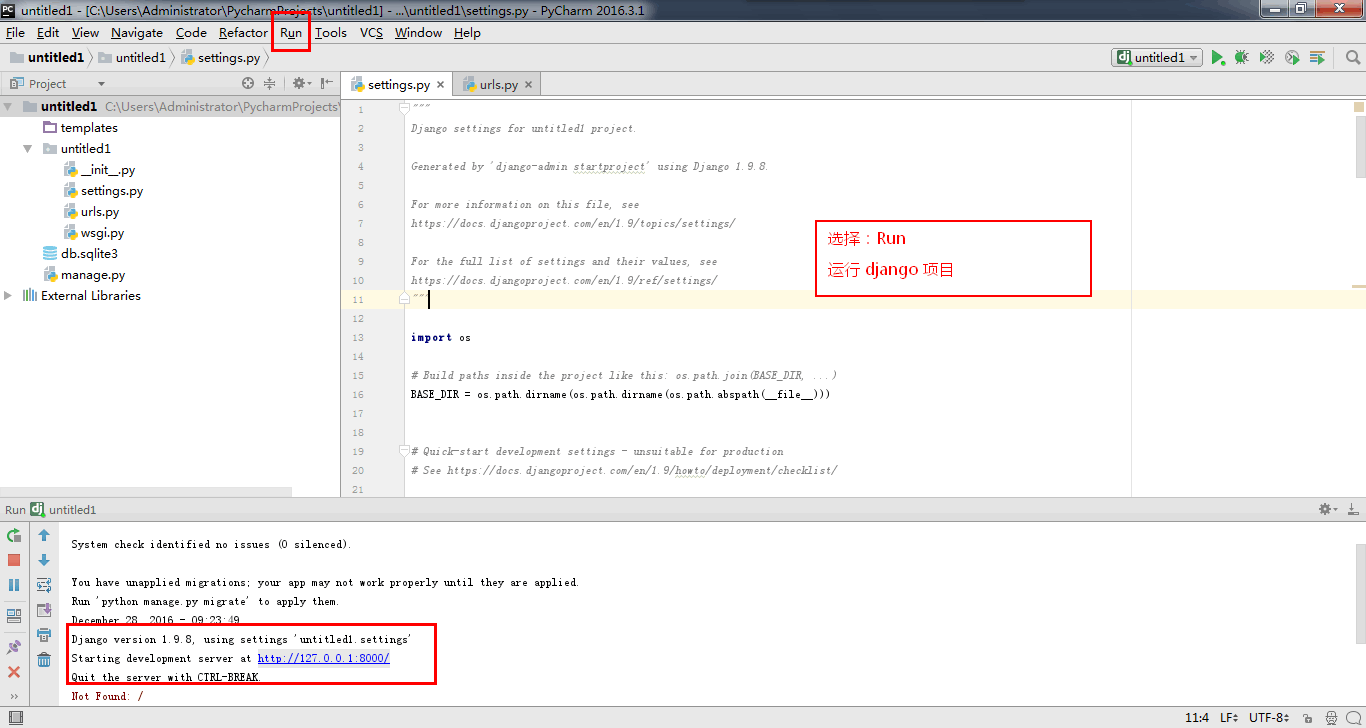 untitled1 - [C:\Users\Administrator\PycharmProjects\untitled1] - ...\untitled1\settings.py - PyCharm 2016.3.1
File Edit View Navigate Code Refactor Run Tools VCS Window Help
untitled1 untitled1 settings.py
untitled1
Project
settings.py urls.py
untitled1 C:\Users\Administrator\PycharmProjects\
templates
untitled1
__init__.py
settings.py
urls.py
wsgi.py
db.sqlite3
manage.py
External Libraries
1 """
2 Django settings for untitled1 project.
3
4 Generated by 'django-admin startproject' using Django 1.9.8.
5
6 For more information on this file, see
7 https://docs.djangoproject.com/en/1.9/topics/settings/
8
9 For the full list of settings and their values, see
10 https://docs.djangoproject.com/en/1.9/ref/settings/
11 """
12
13 import os
14
15 # Build paths inside the project like this: os.path.join(BASE_DIR, ...)
16 BASE_DIR = os.path.dirname(os.path.dirname(os.path.abspath(__file__)))
17
18
19 # Quick-start development settings - unsuitable for production
20 # See https://docs.djangoproject.com/en/1.9/howto/deployment/checklist/
21
选择：Run
运行 django 项目
Run untitled1
System check identified no issues (0 silenced).
You have unapplied migrations; your app may not work properly until they are applied.
Run 'python manage.py migrate' to apply them.
December 28, 2016 - 09:23:49
Django version 1.9.8, using settings 'untitled1.settings'
Starting development server at http://127.0.0.1:8000/
Quit the server with CTRL-BREAK.
Not Found: /
11:4 LF UTF-8